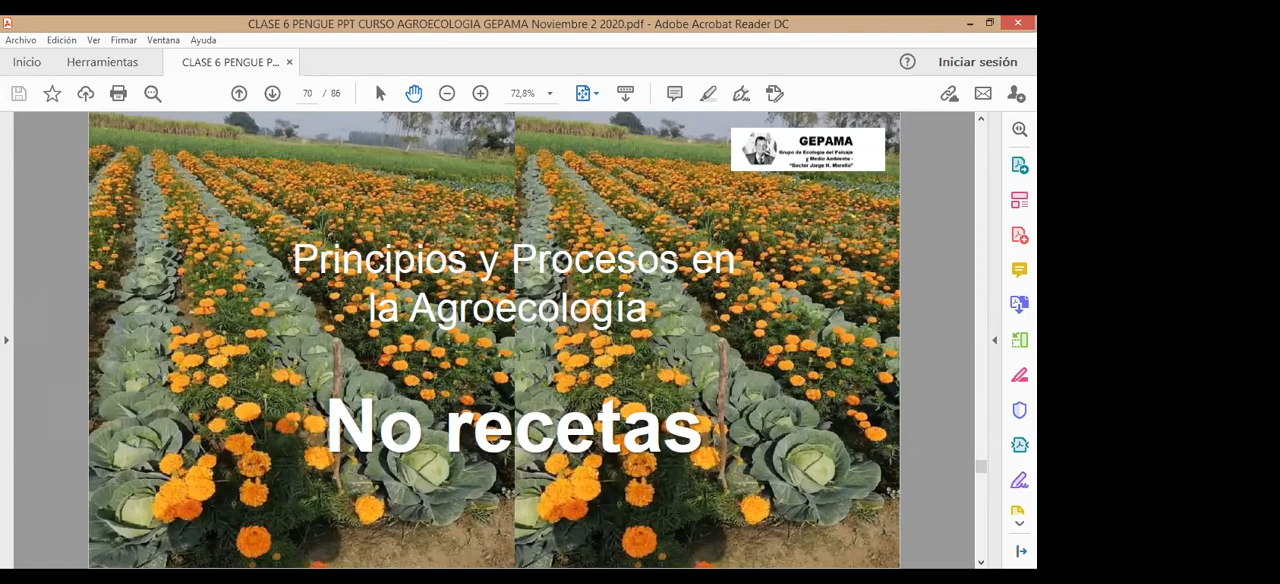 CLASE 6 PENGUE PPT CURSO AGROECOLOGIA GEPAMA Noviembre 2 2020.pdf - Adobe Acrobat Reader DC
Archivo Edición Ver Firmar Ventana Ayuda
Inicio Herramientas CLASE 6 PENGUE P... × Iniciar sesión
70 / 86 72,8%
GEPAMA
Grupo de Ecología del Paisaje
y Medio Ambiente -
"Doctor Jorge H. Morello"
Principios y Procesos en
la Agroecología
No recetas